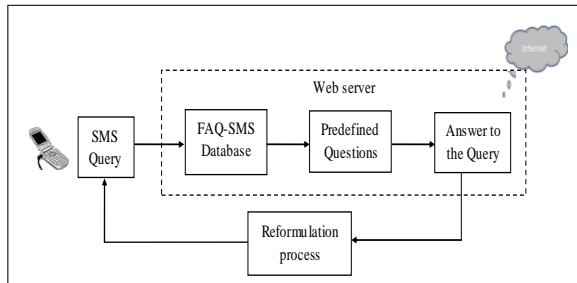 Internet
Web server
SMS
Query
FAQ-SMS
Database
Predefined
Questions
Answer to
the Query
Reformulation
process